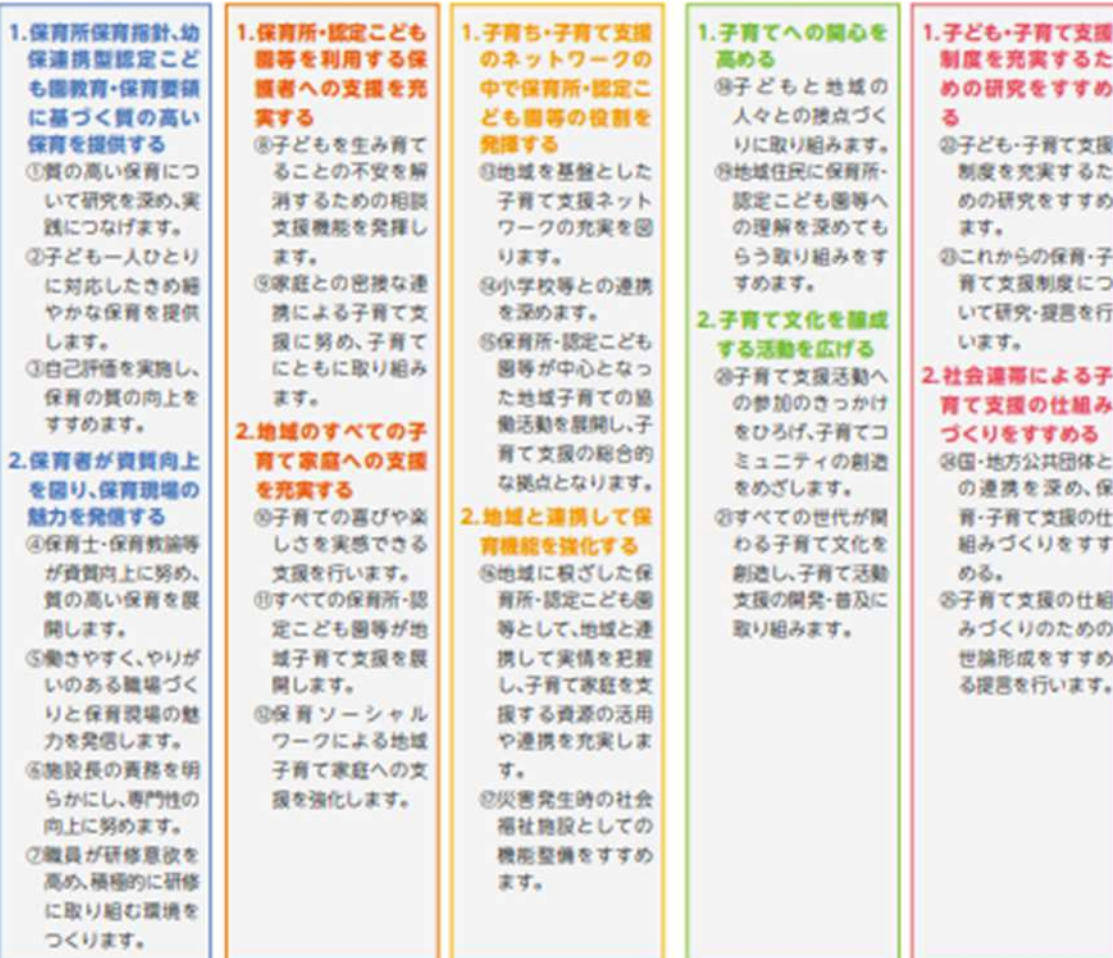 1.保育所保育指針、幼
保連携型認定こど
も園教育・保育要領
に基づく質の高い
保育を提供する
①質の高い保育につ
いて研究を深め、実
践につなげます。
②子ども一人ひとり
に対応したきめ細
やかな保育を提供
します。
③自己評価を実施し、
保育の質の向上を
すすめます。
2.保育者が資質向上
を図り、保育現場の
魅力を発信する
④保育士・保育教諭等
が資質向上に努め、
質の高い保育を展
開します。
⑤働きやすく、やりが
いのある職場づく
りと保育現場の魅
力を発信します。
⑥施設長の責務を明
らかにし、専門性の
向上に努めます。
⑦職員が研修意欲を
高め、積極的に研修
に取り組む環境を
つくります。
1.保育所・認定こども
園等を利用する保
護者への支援を充
実する
⑧子どもを生み育て
ることの不安を解
消するための相談
支援機能を発揮し
ます。
⑨家庭との密接な連
携による子育て支
援に努め、子育て
にともに取り組み
ます。
2.地域のすべての子
育て家庭への支援
を充実する
⑩子育ての喜びや楽
しさを実感できる
支援を行います。
⑪すべての保育所・認
定こども園等が地
域子育て支援を展
開します。
⑫保育ソーシャル
ワークによる地域
子育て家庭への支
援を強化します。
1.子育ち・子育て支援
のネットワークの
中で保育所・認定こ
ども園等の役割を
発揮する
⑬地域を基盤とした
子育て支援ネット
ワークの充実を図
ります。
⑭小学校等との連携
を深めます。
⑮保育所・認定こども
園等が中心となっ
た地域子育ての協
働活動を展開し、子
育て支援の総合的
な拠点となります。
2.地域と連携して保
育機能を強化する
⑯地域に根ざした保
育所・認定こども園
等として、地域と連
携して実情を把握
し、子育て家庭を支
援する資源の活用
や連携を充実しま
す。
⑰災害発生時の社会
福祉施設としての
機能整備をすすめ
ます。
1.子育てへの関心を
高める
⑱子どもと地域の
人々との接点づく
りに取り組みます。
⑲地域住民に保育所・
認定こども園等へ
の理解を深めても
らう取り組みをす
すめます。
2.子育て文化を醸成
する活動を広げる
⑳子育て支援活動へ
の参加のきっかけ
をひろげ、子育てコ
ミュニティの創造
をめざします。
㉑すべての世代が関
わる子育て文化を
創造し、子育て活動
支援の開発・普及に
取り組みます。
1.子ども・子育て支援
制度を充実するた
めの研究をすすめ
る
㉒子ども・子育て支援
制度を充実するた
めの研究をすすめ
ます。
㉓これからの保育・子
育て支援制度につ
いて研究・提言を行
います。
2.社会連帯による子
育て支援の仕組み
づくりをすすめる
㉔国・地方公共団体と
の連携を深め、保
育・子育て支援の仕
組みづくりをすす
める。
㉕子育て支援の仕組
みづくりのための
世論形成をすすめ
る提言を行います。